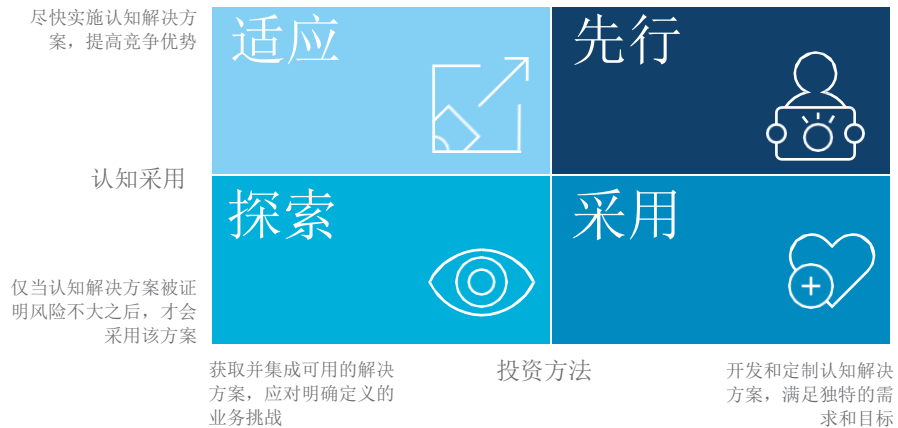 尽快实施认知解决方
案，提高竞争优势
适应
先行
认知采用
探索
采用
仅当认知解决方案被证
明风险不大之后，才会
采用该方案
获取并集成可用的解决
方案，应对明确定义的
业务挑战
投资方法
开发和定制认知解决
方案，满足独特的需
求和目标